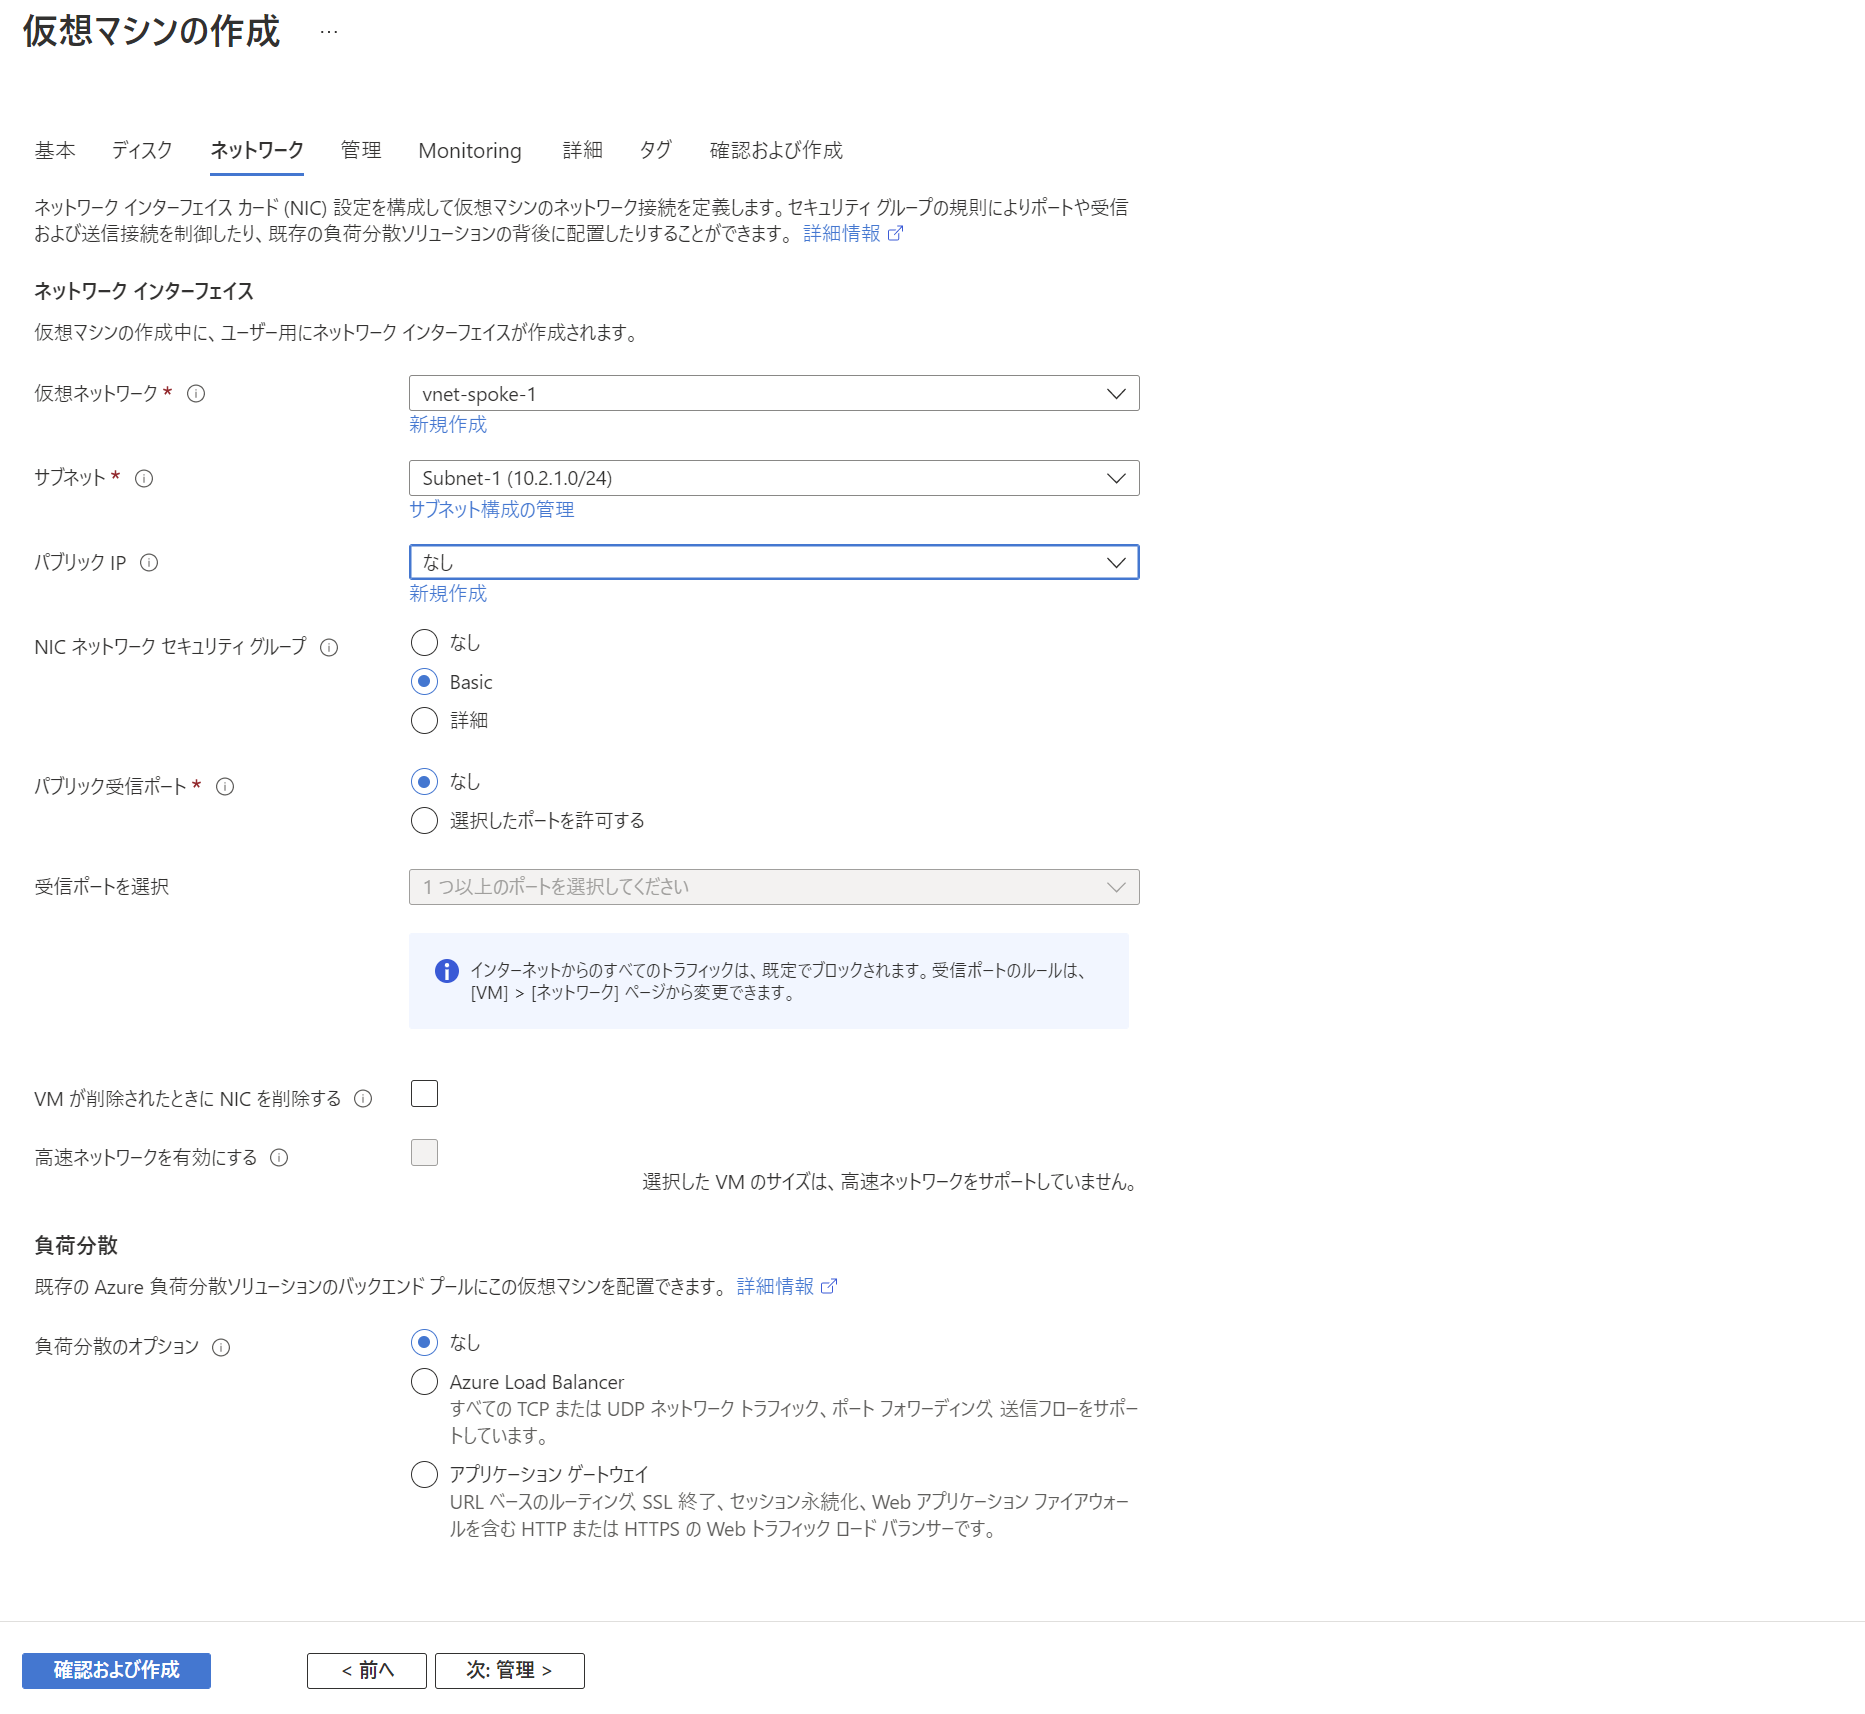 仮想マシンの作成 …
基本 ディスク ネットワーク 管理 Monitoring 詳細 タグ 確認および作成
ネットワーク インターフェイス カード (NIC) 設定を構成して仮想マシンのネットワーク接続を定義します。セキュリティ グループの規則によりポートや受信
および送信接続を制御したり、既存の負荷分散ソリューションの背後に配置したりすることができます。 詳細情報
ネットワーク インターフェイス
仮想マシンの作成中に、ユーザー用にネットワーク インターフェイスが作成されます。
仮想ネットワーク *
vnet-spoke-1
新規作成
サブネット *
Subnet-1 (10.2.1.0/24)
サブネット構成の管理
パブリック IP
なし
新規作成
NIC ネットワーク セキュリティ グループ
なし
Basic
詳細
パブリック受信ポート *
なし
選択したポートを許可する
受信ポートを選択
1 つ以上のポートを選択してください
インターネットからのすべてのトラフィックは、既定でブロックされます。受信ポートのルールは、
[VM] > [ネットワーク] ページから変更できます。
VM が削除されたときに NIC を削除する
高速ネットワークを有効にする
選択した VM のサイズは、高速ネットワークをサポートしていません。
負荷分散
既存の Azure 負荷分散ソリューションのバックエンド プールにこの仮想マシンを配置できます。 詳細情報
負荷分散のオプション
なし
Azure Load Balancer
すべての TCP または UDP ネットワーク トラフィック、ポート フォワーディング、送信フローをサポー
トしています。
アプリケーション ゲートウェイ
URL ベースのルーティング、SSL 終了、セッション永続化、Web アプリケーション ファイアウォー
ルを含む HTTP または HTTPS の Web トラフィック ロード バランサーです。
確認および作成 < 前へ 次: 管理 >